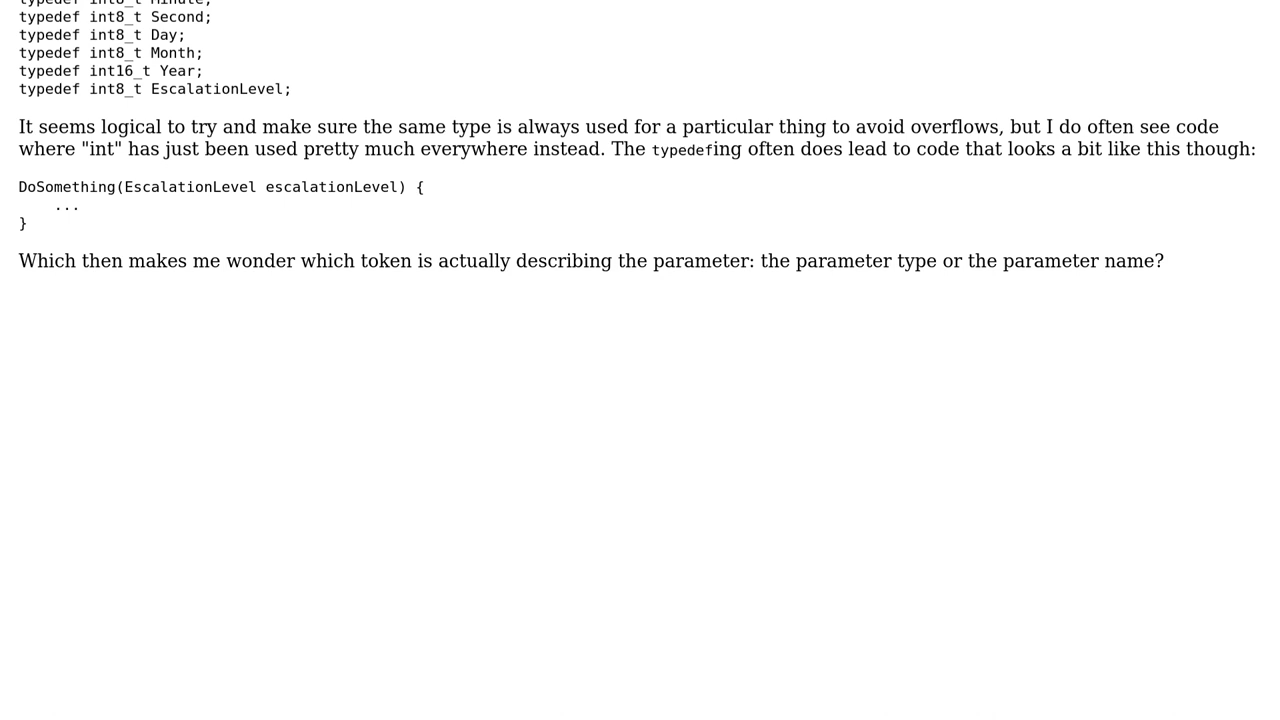 typedef int8_t Minute;
typedef int8_t Second;
typedef int8_t Day;
typedef int8_t Month;
typedef int16_t Year;
typedef int8_t EscalationLevel;
It seems logical to try and make sure the same type is always used for a particular thing to avoid overflows, but I do often see code
where "int" has just been used pretty much everywhere instead. The typedefing often does lead to code that looks a bit like this though:
DoSomething(EscalationLevel escalationLevel) {
    ...
}
Which then makes me wonder which token is actually describing the parameter: the parameter type or the parameter name?